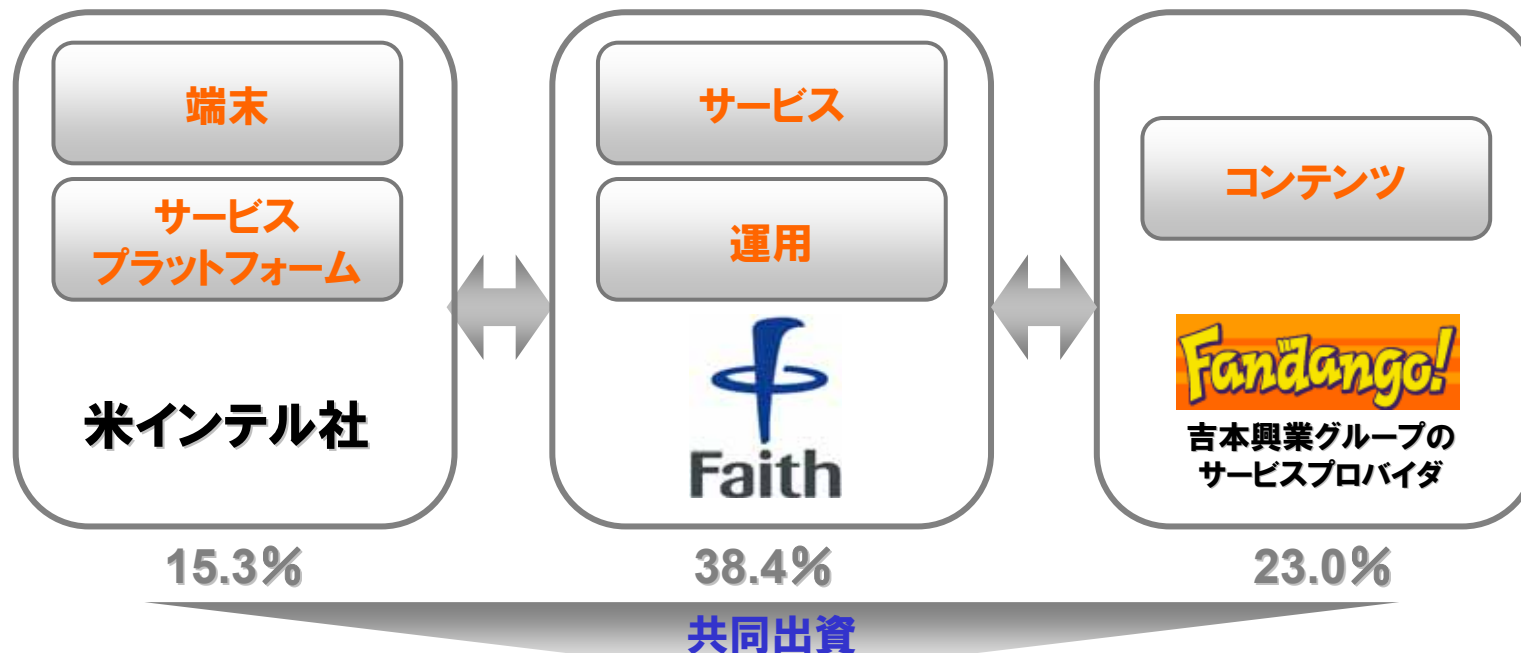 端末
サービス
プラットフォーム
米インテル社
サービス
運用
Faith
コンテンツ
Fandango!
吉本興業グループの
サービスプロバイダ
15.3%
38.4%
23.0%
共同出資